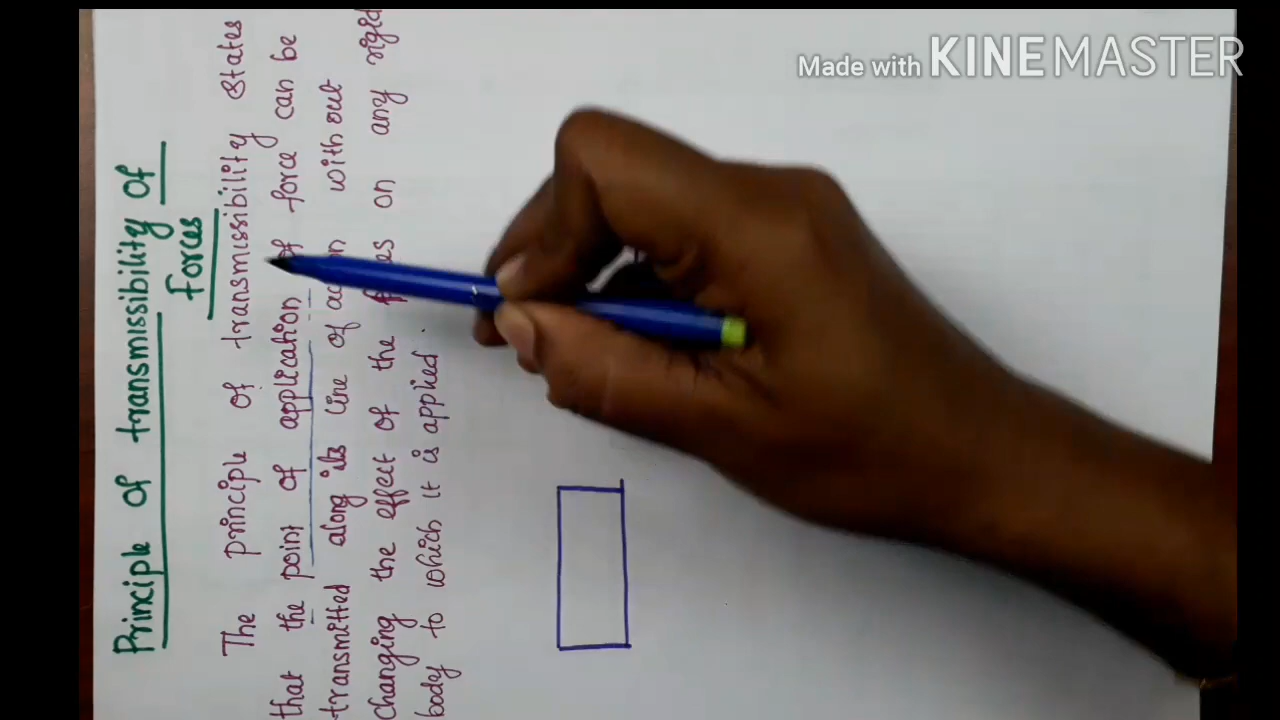 Principle of transmissibility of
forces
The principle of transmissibility states
that the point of application of force can be
transmitted along its line of action with out
changing the effect of the on any rigid
body to which it is applied.
Made with KINEMASTER